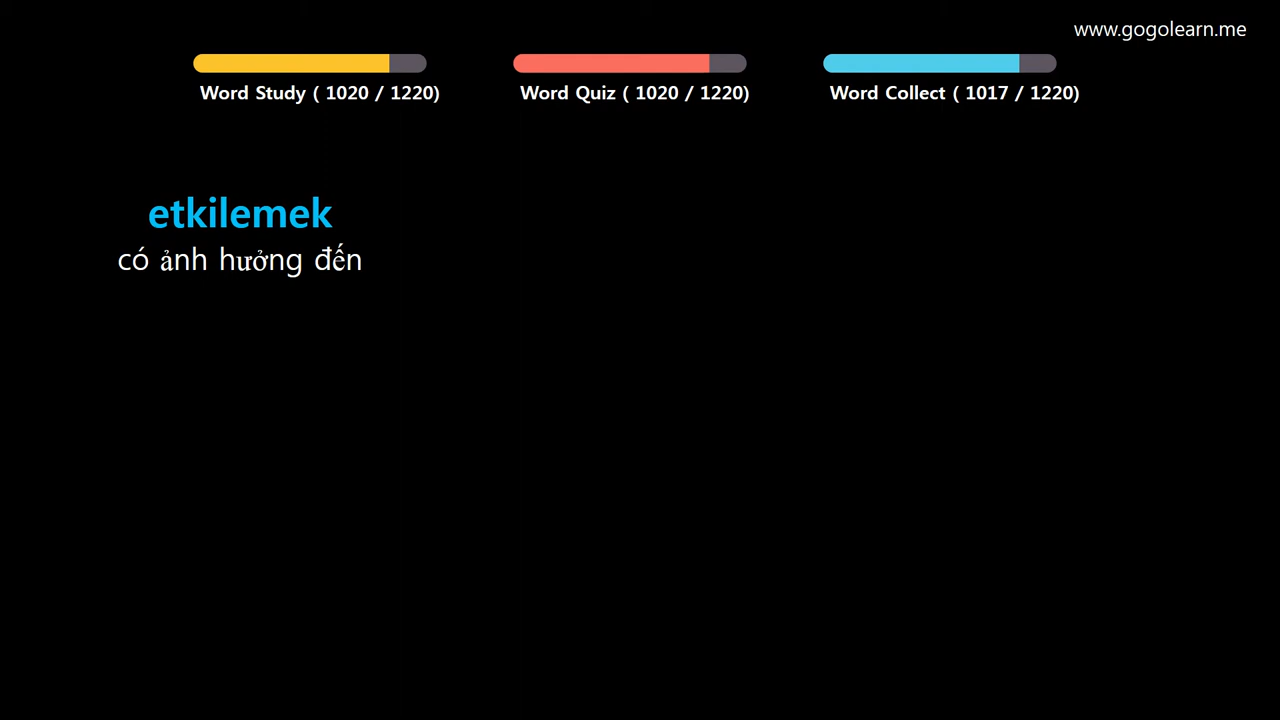 www.gogolearn.me
Word Study ( 1020 / 1220)
Word Quiz ( 1020 / 1220)
Word Collect ( 1017 / 1220)
etkilemek
có ảnh hưởng đến